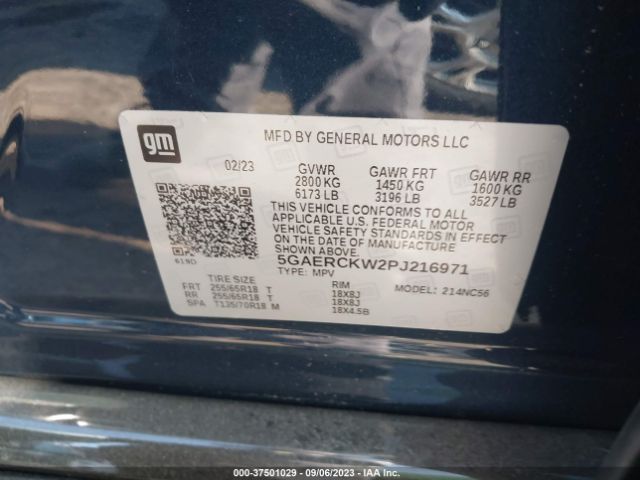 gm
MFD BY GENERAL MOTORS LLC
02/23 GVWR GAWR FRT GAWR RR
2800 KG 1450 KG 1600 KG
6173 LB 3196 LB 3527 LB
THIS VEHICLE CONFORMS TO ALL
APPLICABLE U.S. FEDERAL MOTOR
VEHICLE SAFETY STANDARDS IN EFFECT
ON THE DATE OF MANUFACTURE SHOWN ABOVE.
5GAERCKW2PJ216971
619D TYPE: MPV MODEL: 214NC56
TIRE SIZE RIM
FRT 255/65R18 T 18X8J
RR 255/65R18 T 18X8J
SPA T135/70R18 M 18X4.5B
000-37501029 - 09/06/2023 - IAA Inc.